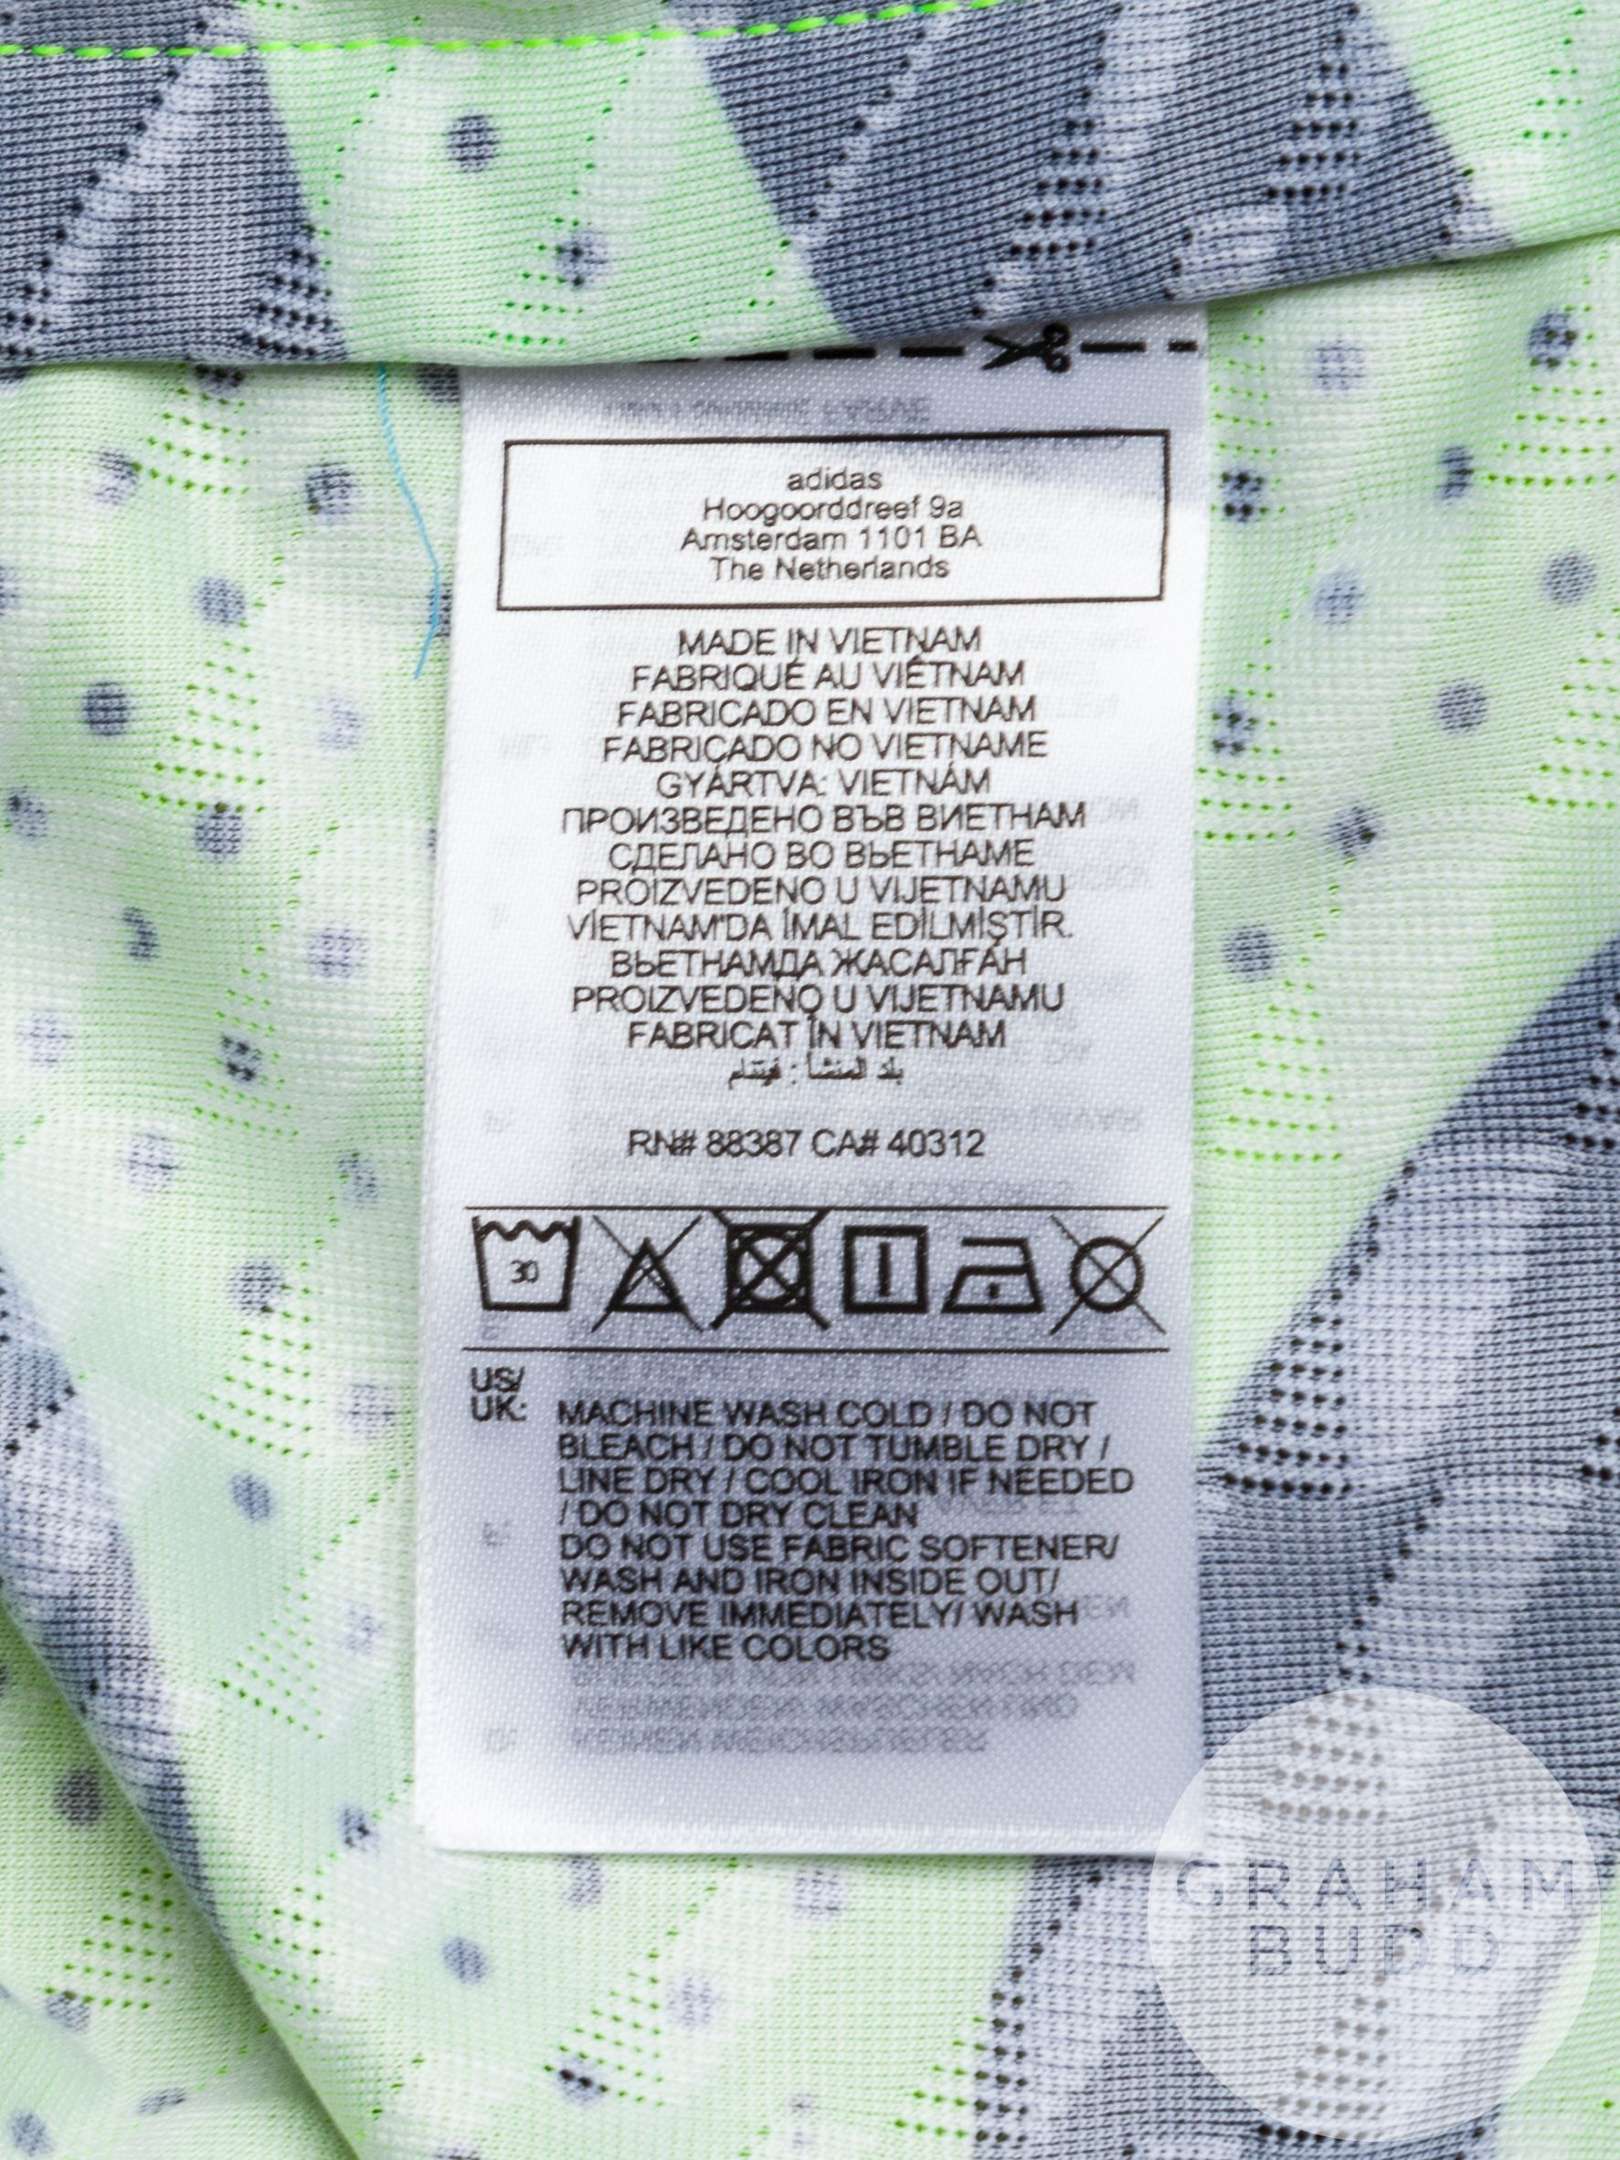 adidas
Hoogoorddreef 9a
Amsterdam 1101 BA
The Netherlands
MADE IN VIETNAM
FABRIQUÉ AU VIÊTNAM
FABRICADO EN VIETNAM
FABRICADO NO VIETNAME
GYÁRTVA: VIETNÁM
ПРОИЗВЕДЕНО ВЪВ ВИЕТНАМ
СДЕЛАНО ВО ВЬЕТНАМЕ
PROIZVEDENO U VIJETNAMU
VİETNAM'DA İMAL EDİLMİŞTİR.
ВЬЕТНАМДА ЖАСАЛҒАН
PROIZVEDENO U VIJETNAMU
FABRICAT ÎN VIETNAM
بلد المنشأ : فيتنام
RN# 88387 CA# 40312
30
US/
UK: MACHINE WASH COLD / DO NOT
BLEACH / DO NOT TUMBLE DRY /
LINE DRY / COOL IRON IF NEEDED
/ DO NOT DRY CLEAN
DO NOT USE FABRIC SOFTENER/
WASH AND IRON INSIDE OUT/
REMOVE IMMEDIATELY/ WASH
WITH LIKE COLORS
GRAHAM
BUDD